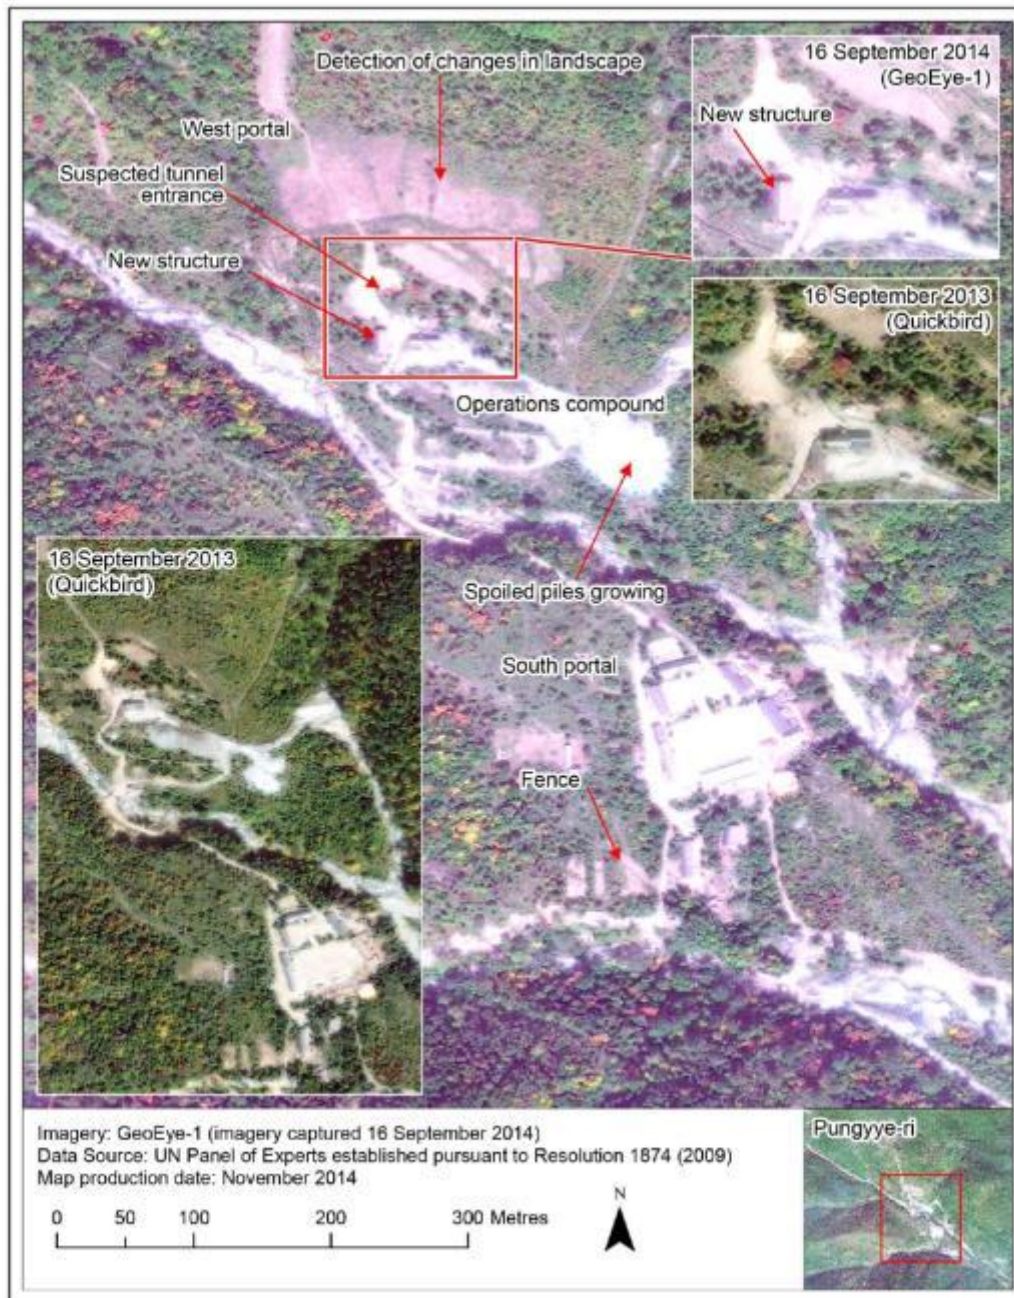 Detection of changes in landscape
16 September 2014
(GeoEye-1)
New structure
West portal
Suspected tunnel
entrance
New structure
16 September 2013
(Quickbird)
Operations compound
16 September 2013
(Quickbird)
Spoiled piles growing
South portal
Fence
Imagery: GeoEye-1 (imagery captured 16 September 2014)
Data Source: UN Panel of Experts established pursuant to Resolution 1874 (2009)
Map production date: November 2014
Pungyye-ri
N
0 50 100 200 300 Metres